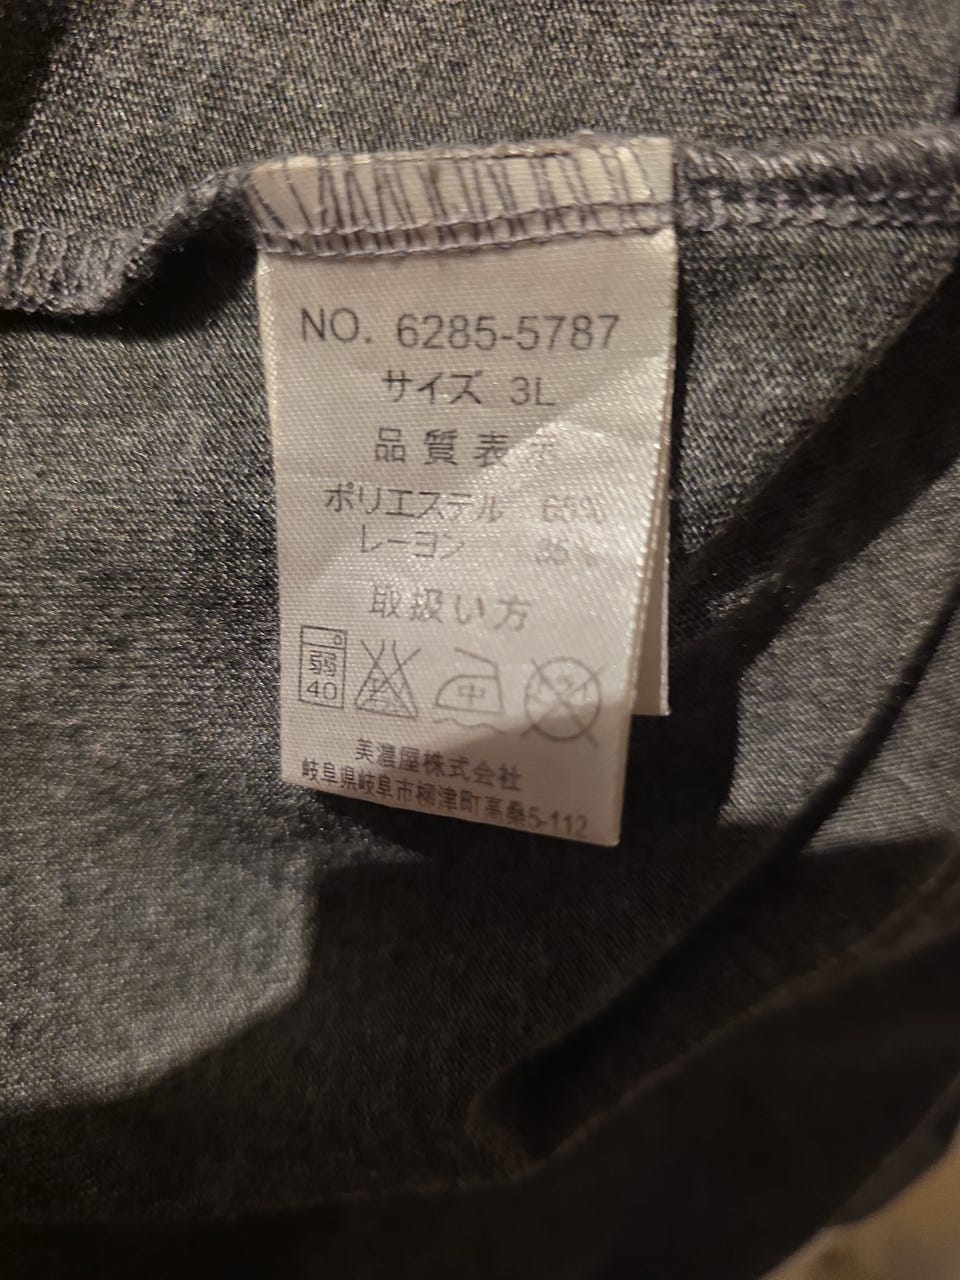 NO. 6285-5787
サイズ 3L
品質表示
ポリエステル 65%
レーヨン 35%
取扱い方
弱
40
中
美濃屋株式会社
岐阜県岐阜市柳津町高桑5-112